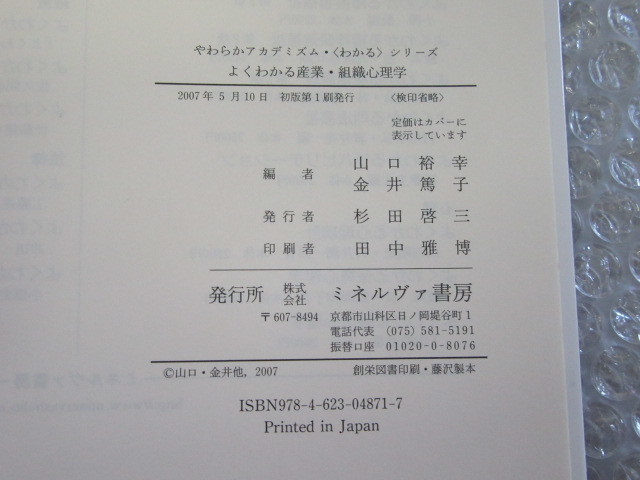 やわらかアカデミズム・〈わかる〉シリーズ
よくわかる産業・組織心理学
2007年5月10日 初版第1刷発行 〈検印省略〉
定価はカバーに
表示しています
編者 山口裕幸
金井篤子
発行者 杉田啓三
印刷者 田中雅博
発行所 株式会社 ミネルヴァ書房
〒607-8494 京都市山科区日ノ岡堤谷町1
電話代表 (075) 581-5191
振替口座 01020-0-8076
©山口・金井他, 2007 創栄図書印刷・藤沢製本
ISBN978-4-623-04871-7
Printed in Japan